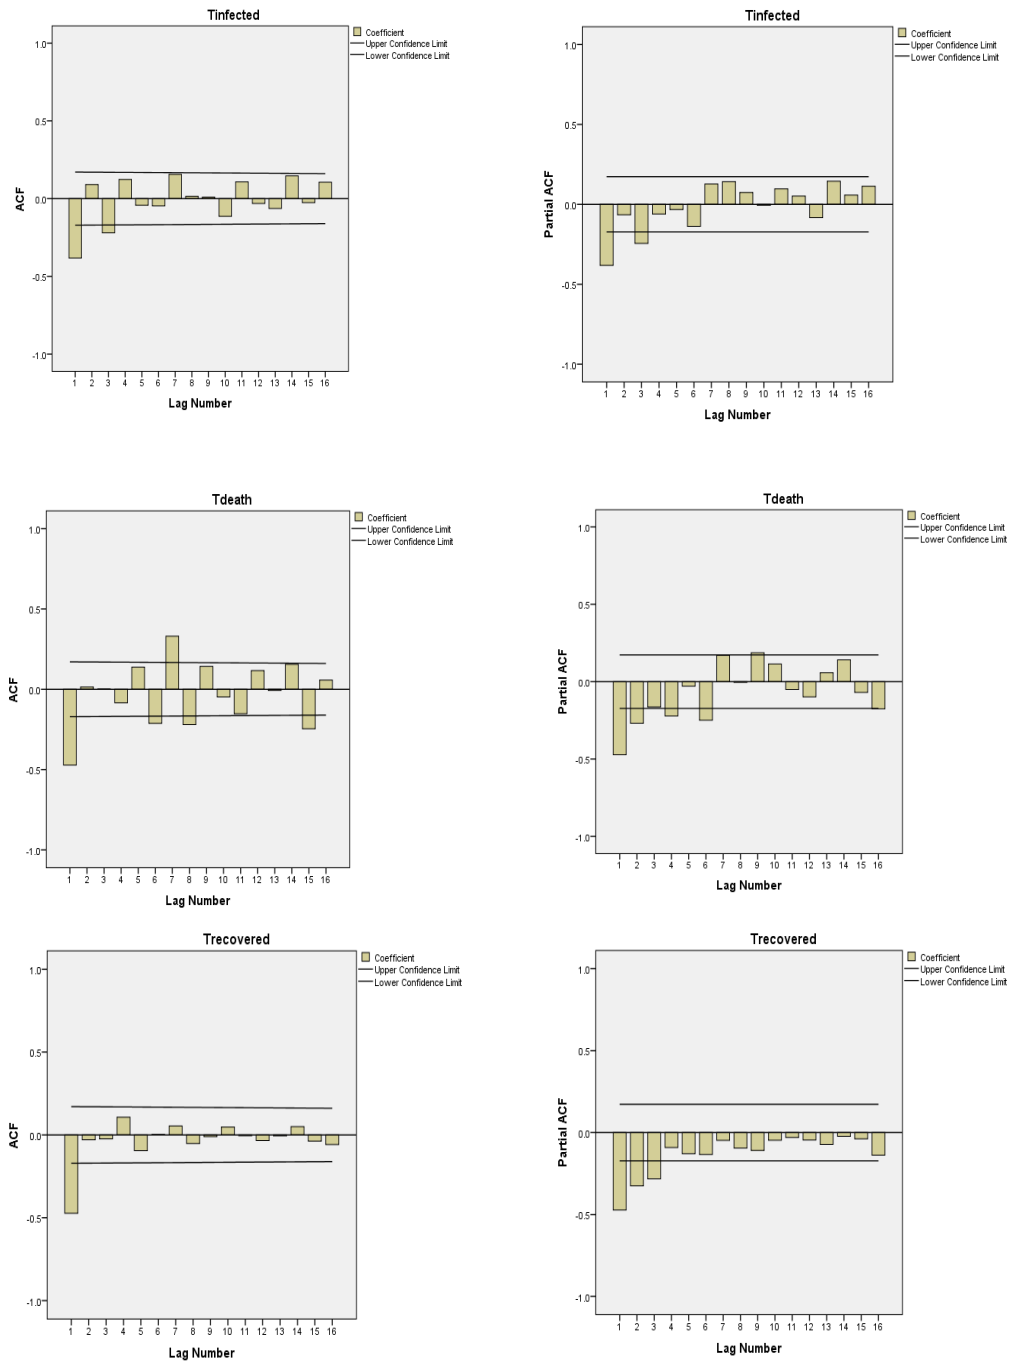 Tinfected
Coefficient
Upper Confidence Limit
Lower Confidence Limit
ACF
1.0
0.5
0.0
-0.5
-1.0
1 2 3 4 5 6 7 8 9 10 11 12 13 14 15 16
Lag Number
Tinfected
Coefficient
Upper Confidence Limit
Lower Confidence Limit
Partial ACF
1.0
0.5
0.0
-0.5
-1.0
1 2 3 4 5 6 7 8 9 10 11 12 13 14 15 16
Lag Number
Tdeath
Coefficient
Upper Confidence Limit
Lower Confidence Limit
ACF
1.0
0.5
0.0
-0.5
-1.0
1 2 3 4 5 6 7 8 9 10 11 12 13 14 15 16
Lag Number
Tdeath
Coefficient
Upper Confidence Limit
Lower Confidence Limit
Partial ACF
1.0
0.5
0.0
-0.5
-1.0
1 2 3 4 5 6 7 8 9 10 11 12 13 14 15 16
Lag Number
Trecovered
Coefficient
Upper Confidence Limit
Lower Confidence Limit
ACF
1.0
0.5
0.0
-0.5
-1.0
1 2 3 4 5 6 7 8 9 10 11 12 13 14 15 16
Lag Number
Trecovered
Coefficient
Upper Confidence Limit
Lower Confidence Limit
Partial ACF
1.0
0.5
0.0
-0.5
-1.0
1 2 3 4 5 6 7 8 9 10 11 12 13 14 15 16
Lag Number